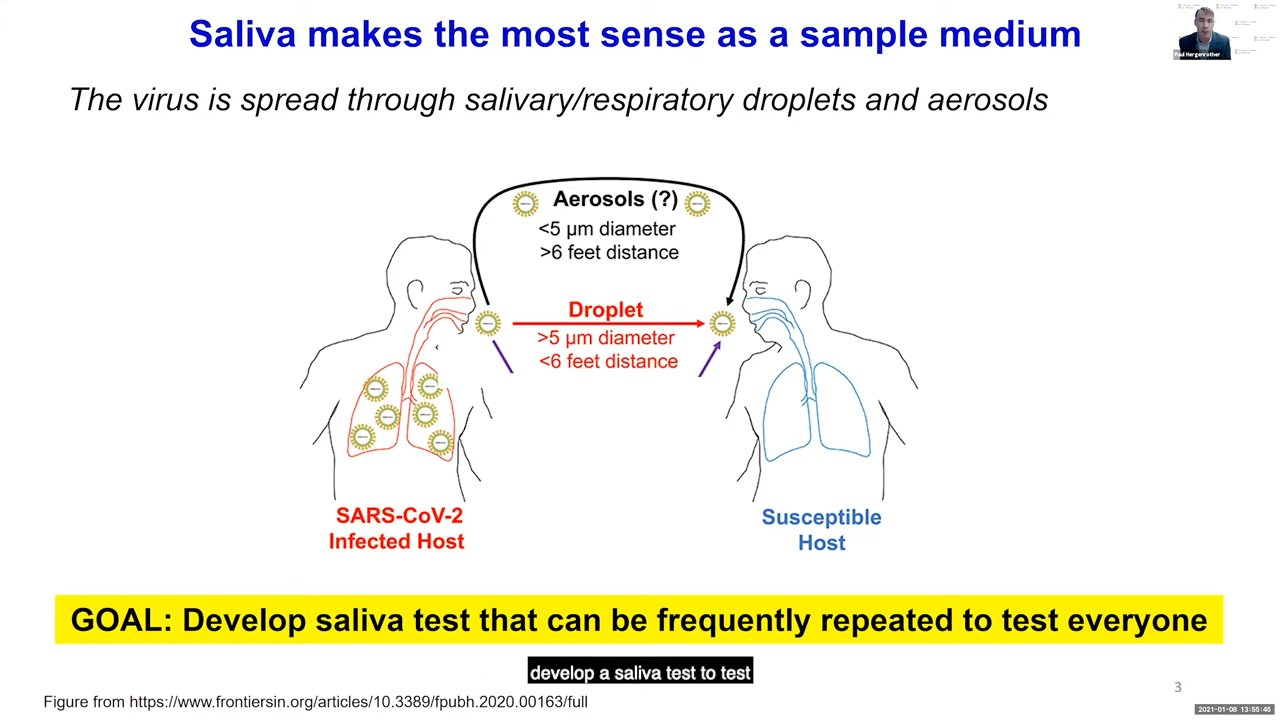 Saliva makes the most sense as a sample medium
Paul Hergenrother
The virus is spread through salivary/respiratory droplets and aerosols
Aerosols (?)
<5 µm diameter
>6 feet distance
Droplet
>5 µm diameter
<6 feet distance
SARS-CoV-2
Infected Host
Susceptible
Host
GOAL: Develop saliva test that can be frequently repeated to test everyone
develop a saliva test to test
Figure from https://www.frontiersin.org/articles/10.3389/fpubh.2020.00163/full
3
2021-01-08 13:55:45